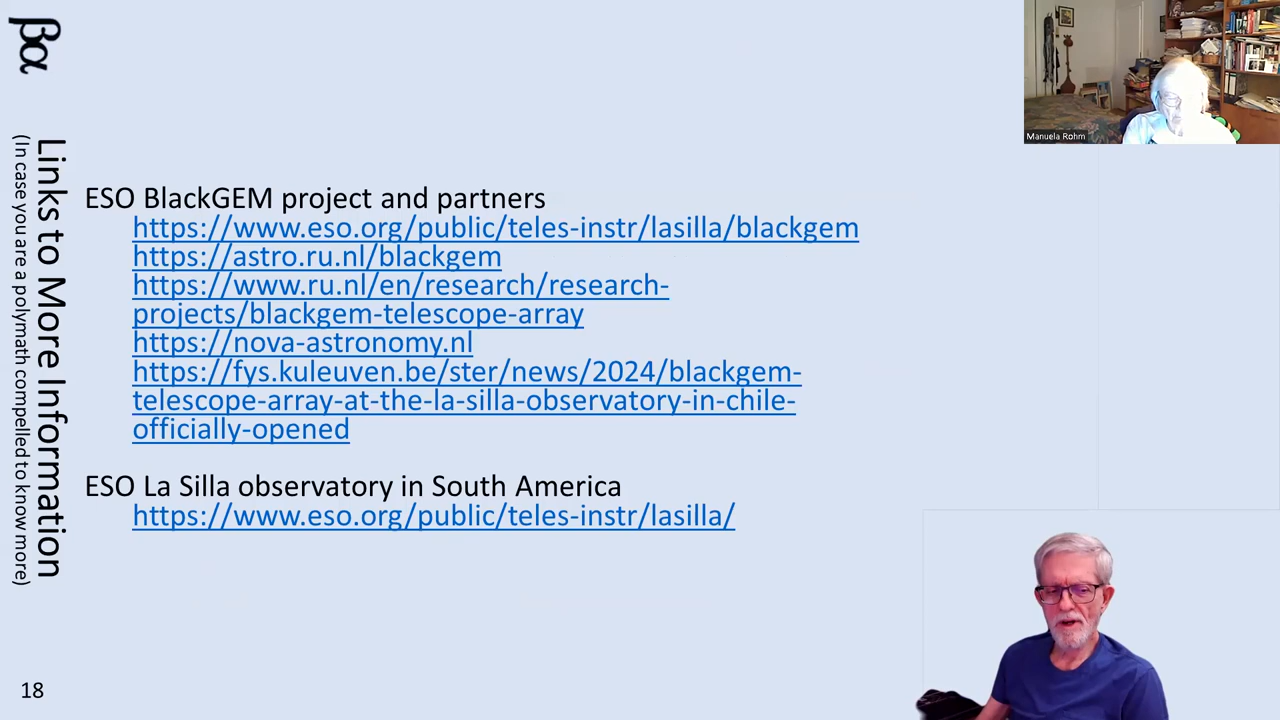 βα
Links to More Information
(In case you are a polymath compelled to know more)
ESO BlackGEM project and partners
https://www.eso.org/public/teles-instr/lasilla/blackgem
https://astro.ru.nl/blackgem
https://www.ru.nl/en/research/research-
projects/blackgem-telescope-array
https://nova-astronomy.nl
https://fys.kuleuven.be/ster/news/2024/blackgem-
telescope-array-at-the-la-silla-observatory-in-chile-
officially-opened
ESO La Silla observatory in South America
https://www.eso.org/public/teles-instr/lasilla/
18
Manuela Rohm